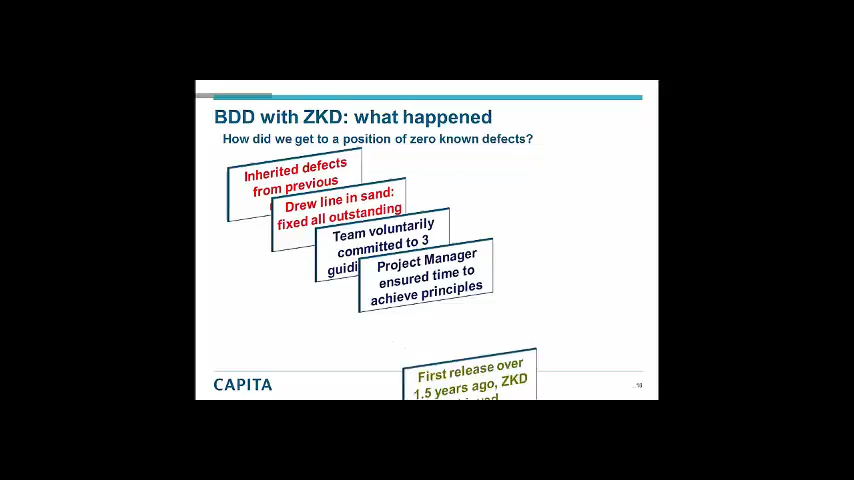 BDD with ZKD: what happened
How did we get to a position of zero known defects?
Inherited defects
from previous
Drew line in sand:
fixed all outstanding
Team voluntarily
committed to 3
Project Manager
ensured time to
achieve principles
First release over
1.5 years ago, ZKD
CAPITA